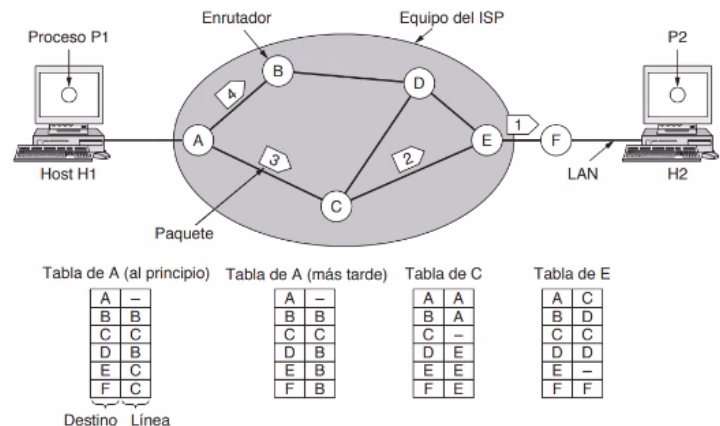 Enrutador
Equipo del ISP
Proceso P1
P2
B
D
4
1
A
E
F
3
2
Host H1
LAN
H2
C
Paquete
Tabla de A (al principio)
Tabla de A (más tarde)
Tabla de C
Tabla de E
A –
B B
C C
D B
E C
F C
Destino Línea
A –
B B
C C
D B
E B
F B
A A
B A
C –
D E
E E
F E
A C
B D
C C
D D
E –
F F